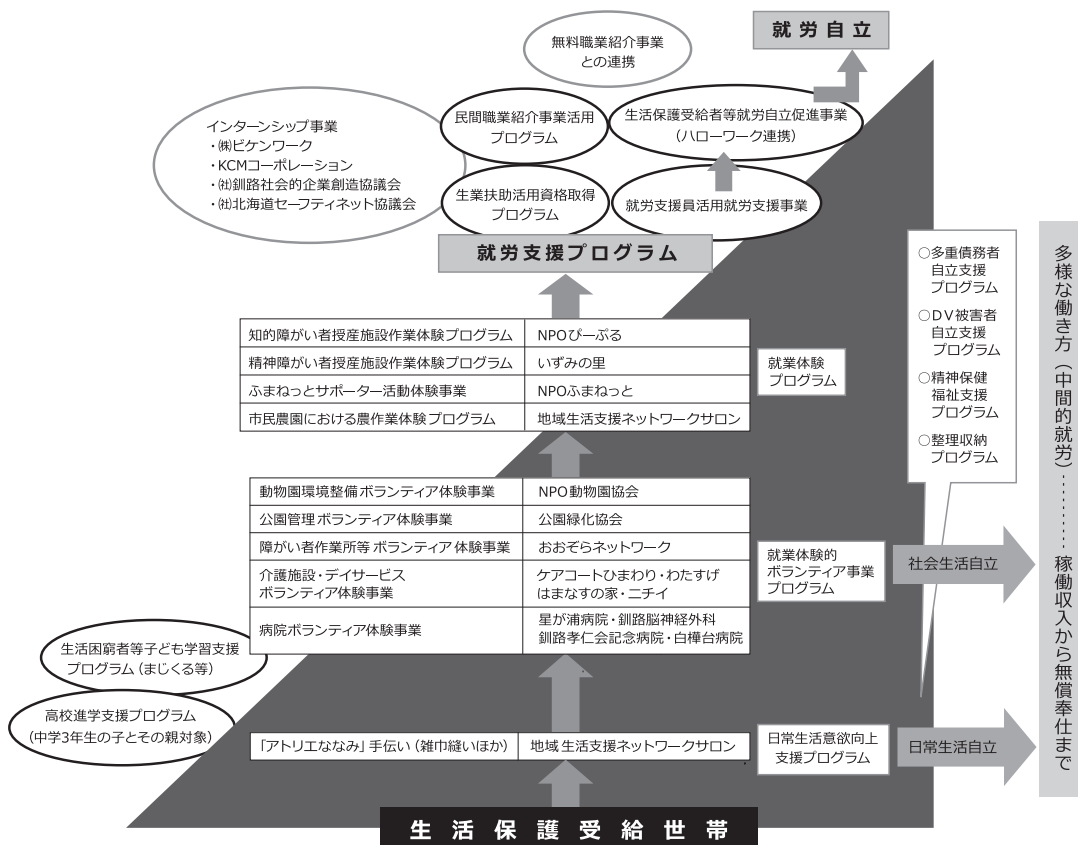 就労自立
無料職業紹介事業
との連携
民間職業紹介事業活用
プログラム
生活保護受給者等就労自立促進事業
(ハローワーク連携)
インターンシップ事業
・㈱ビケンワーク
・KCMコーポレーション
・㈳釧路社会的企業創造協議会
・㈳北海道セーフティネット協議会
生業扶助活用資格取得
プログラム
就労支援員活用就労支援事業
就労支援プログラム
知的障がい者授産施設作業体験プログラム
NPOぴーぷる
精神障がい者授産施設作業体験プログラム
いずみの里
ふまねっとサポーター活動体験事業
NPOふまねっと
市民農園における農作業体験プログラム
地域生活支援ネットワークサロン
就業体験
プログラム
動物園環境整備ボランティア体験事業
NPO動物園協会
公園管理ボランティア体験事業
公園緑化協会
障がい者作業所等ボランティア体験事業
おおぞらネットワーク
介護施設・デイサービス
ボランティア体験事業
ケアコートひまわり・わたすげ
はまなすの家・ニチイ
病院ボランティア体験事業
星が浦病院・釧路脳神経外科
釧路孝仁会記念病院・白樺台病院
就業体験的
ボランティア事業
プログラム
社会生活自立
○多重債務者
自立支援
プログラム
○DV被害者
自立支援
プログラム
○精神保健
福祉支援
プログラム
○整理収納
プログラム
多様な働き方(中間的就労)………稼働収入から無償奉仕まで
生活困窮者等子ども学習支援
プログラム(まじくる等)
高校進学支援プログラム
(中学3年生の子とその親対象)
「アトリエななみ」手伝い(雑巾縫いほか)
地域生活支援ネットワークサロン
日常生活意欲向上
支援プログラム
日常生活自立
生活保護受給世帯